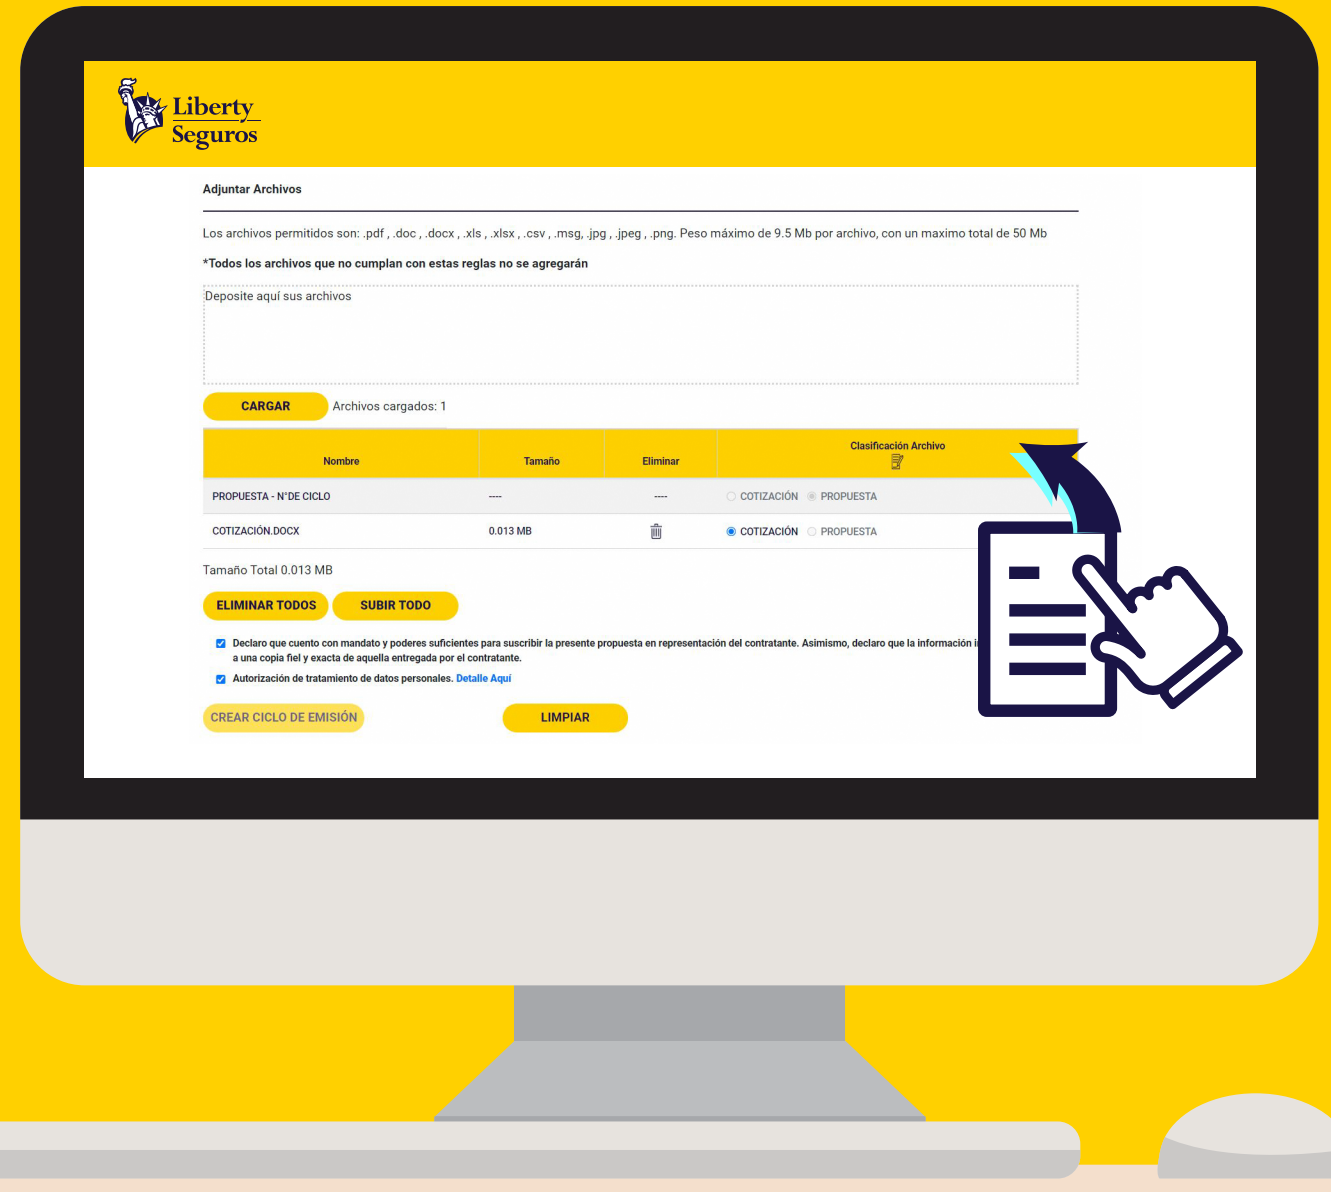 Liberty
Seguros
Adjuntar Archivos
Los archivos permitidos son: .pdf , .doc , .docx , .xls , .xlsx , .csv , .msg, .jpg , .jpeg , .png. Peso máximo de 9.5 Mb por archivo, con un maximo total de 50 Mb
*Todos los archivos que no cumplan con estas reglas no se agregarán
Deposite aquí sus archivos
CARGAR Archivos cargados: 1
Nombre Tamaño Eliminar Clasificación Archivo
PROPUESTA - N°DE CICLO ---- ---- COTIZACIÓN PROPUESTA
COTIZACIÓN.DOCX 0.013 MB COTIZACIÓN PROPUESTA
Tamaño Total 0.013 MB
ELIMINAR TODOS SUBIR TODO
Declaro que cuento con mandato y poderes suficientes para suscribir la presente propuesta en representación del contratante. Asimismo, declaro que la información
a una copia fiel y exacta de aquella entregada por el contratante.
Autorización de tratamiento de datos personales. Detalle Aquí
CREAR CICLO DE EMISIÓN LIMPIAR